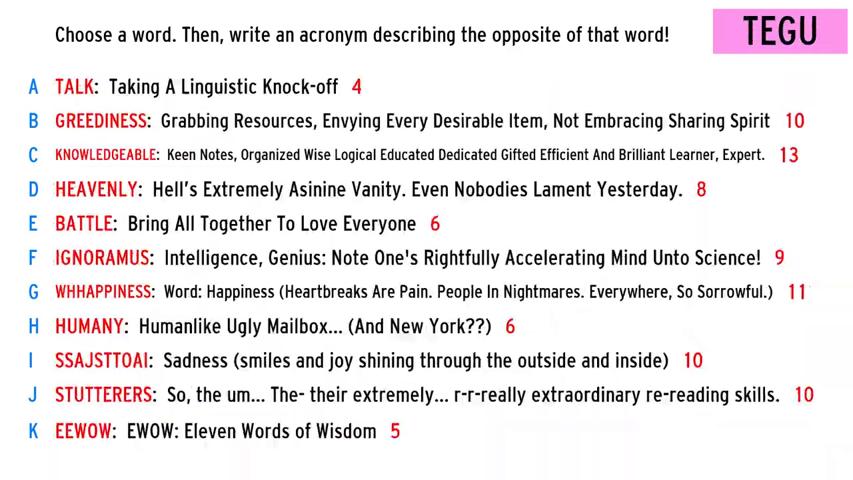 Choose a word. Then, write an acronym describing the opposite of that word!
TEGU
A TALK: Taking A Linguistic Knock-off 4
B GREEDINESS: Grabbing Resources, Envying Every Desirable Item, Not Embracing Sharing Spirit 10
C KNOWLEDGEABLE: Keen Notes, Organized Wise Logical Educated Dedicated Gifted Efficient And Brilliant Learner, Expert. 13
D HEAVENLY: Hell's Extremely Asinine Vanity. Even Nobodies Lament Yesterday. 8
E BATTLE: Bring All Together To Love Everyone 6
F IGNORAMUS: Intelligence, Genius: Note One's Rightfully Accelerating Mind Unto Science! 9
G WHHAPPINESS: Word: Happiness (Heartbreaks Are Pain. People In Nightmares. Everywhere, So Sorrowful.) 11
H HUMANY: Humanlike Ugly Mailbox... (And New York??) 6
I SSAJSTTOAI: Sadness (smiles and joy shining through the outside and inside) 10
J STUTTERERS: So, the um... The- their extremely... r-r-really extraordinary re-reading skills. 10
K EEWOW: EWOW: Eleven Words of Wisdom 5